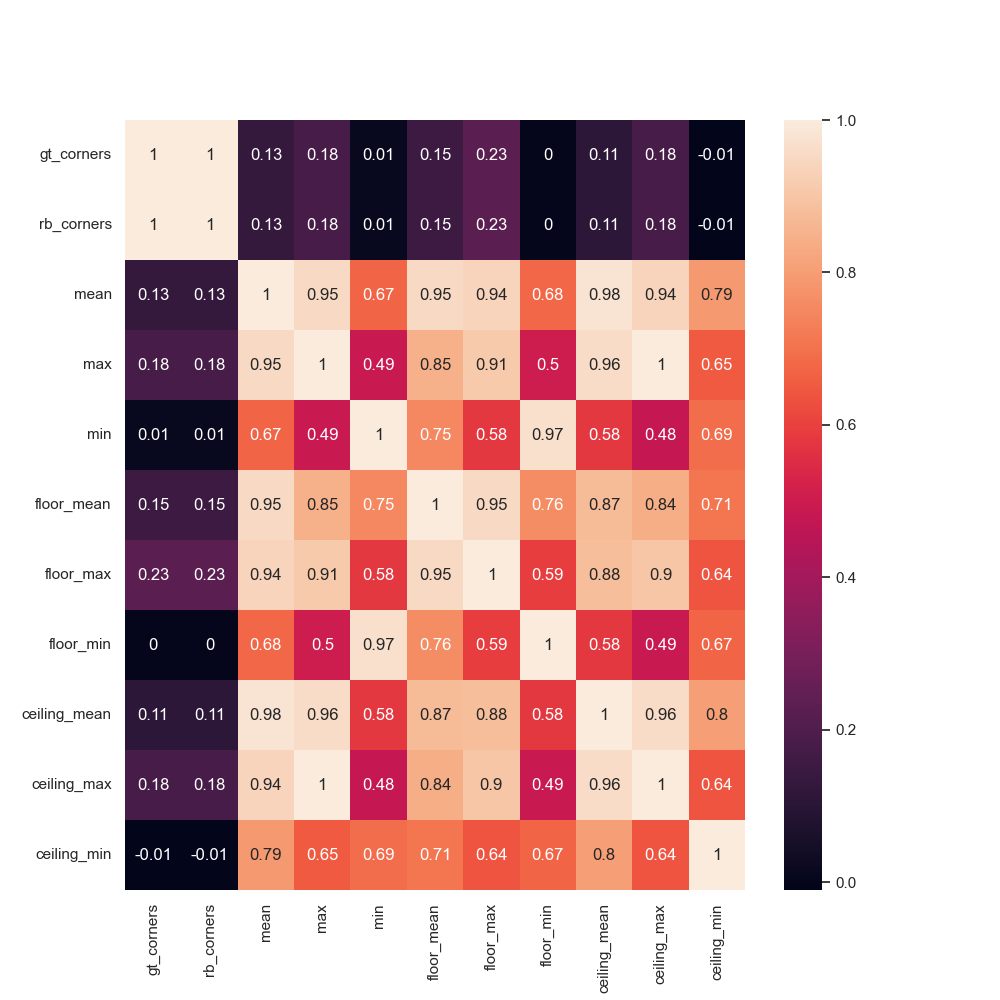 gt_corners 1 1 0.13 0.18 0.01 0.15 0.23 0 0.11 0.18 -0.01 1.0
rb_corners 1 1 0.13 0.18 0.01 0.15 0.23 0 0.11 0.18 -0.01
mean 0.13 0.13 1 0.95 0.67 0.95 0.94 0.68 0.98 0.94 0.79 0.8
max 0.18 0.18 0.95 1 0.49 0.85 0.91 0.5 0.96 1 0.65
min 0.01 0.01 0.67 0.49 1 0.75 0.58 0.97 0.58 0.48 0.69 0.6
floor_mean 0.15 0.15 0.95 0.85 0.75 1 0.95 0.76 0.87 0.84 0.71
floor_max 0.23 0.23 0.94 0.91 0.58 0.95 1 0.59 0.88 0.9 0.64 0.4
floor_min 0 0 0.68 0.5 0.97 0.76 0.59 1 0.58 0.49 0.67
ceiling_mean 0.11 0.11 0.98 0.96 0.58 0.87 0.88 0.58 1 0.96 0.8 0.2
ceiling_max 0.18 0.18 0.94 1 0.48 0.84 0.9 0.49 0.96 1 0.64
ceiling_min -0.01 -0.01 0.79 0.65 0.69 0.71 0.64 0.67 0.8 0.64 1 0.0
gt_corners rb_corners mean max min floor_mean floor_max floor_min ceiling_mean ceiling_max ceiling_min